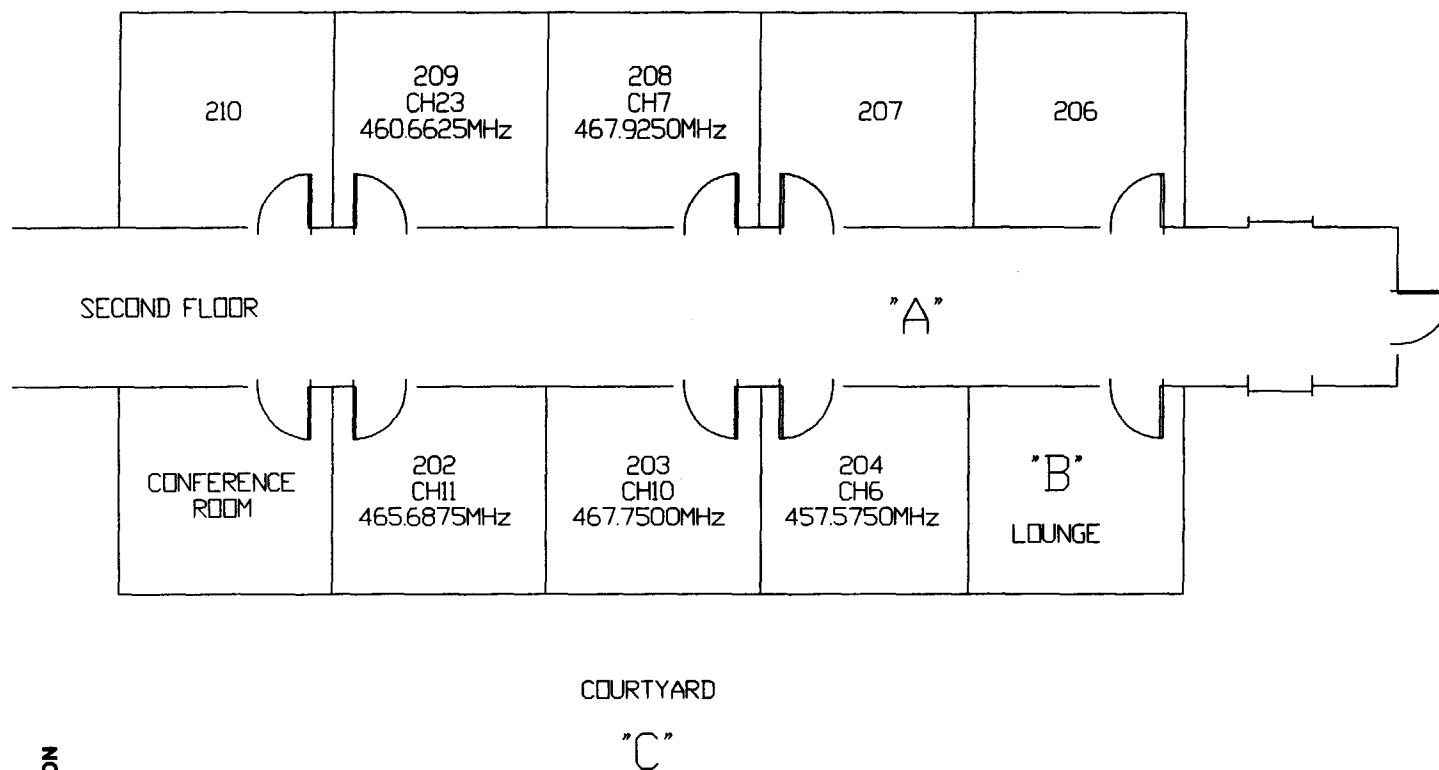 210
209
CH23
460.6625MHz
208
CH7
467.9250MHz
207
206
SECOND FLOOR
"A"
CONFERENCE
ROOM
202
CH11
465.6875MHz
203
CH10
467.7500MHz
204
CH6
457.5750MHz
"B"
LOUNGE
COURTYARD
"C"
ON